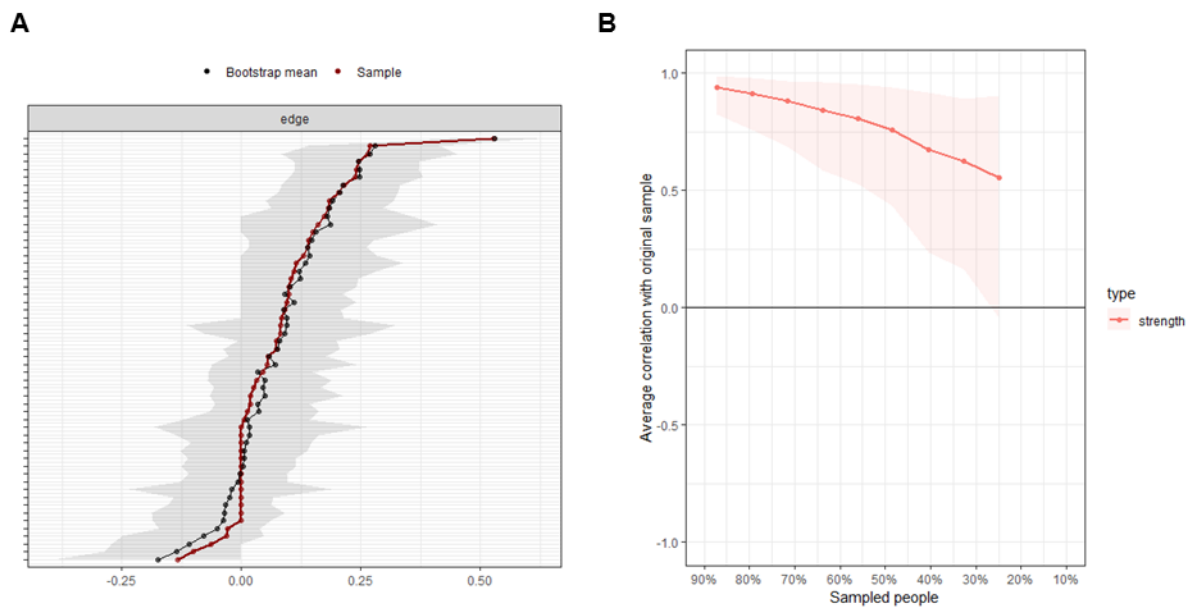 A
Bootstrap mean
Sample
edge
-0.25
0.00
0.25
0.50
B
Average correlation with original sample
1.0
0.5
0.0
-0.5
-1.0
90%
80%
70%
60%
50%
40%
30%
20%
10%
Sampled people
type
strength